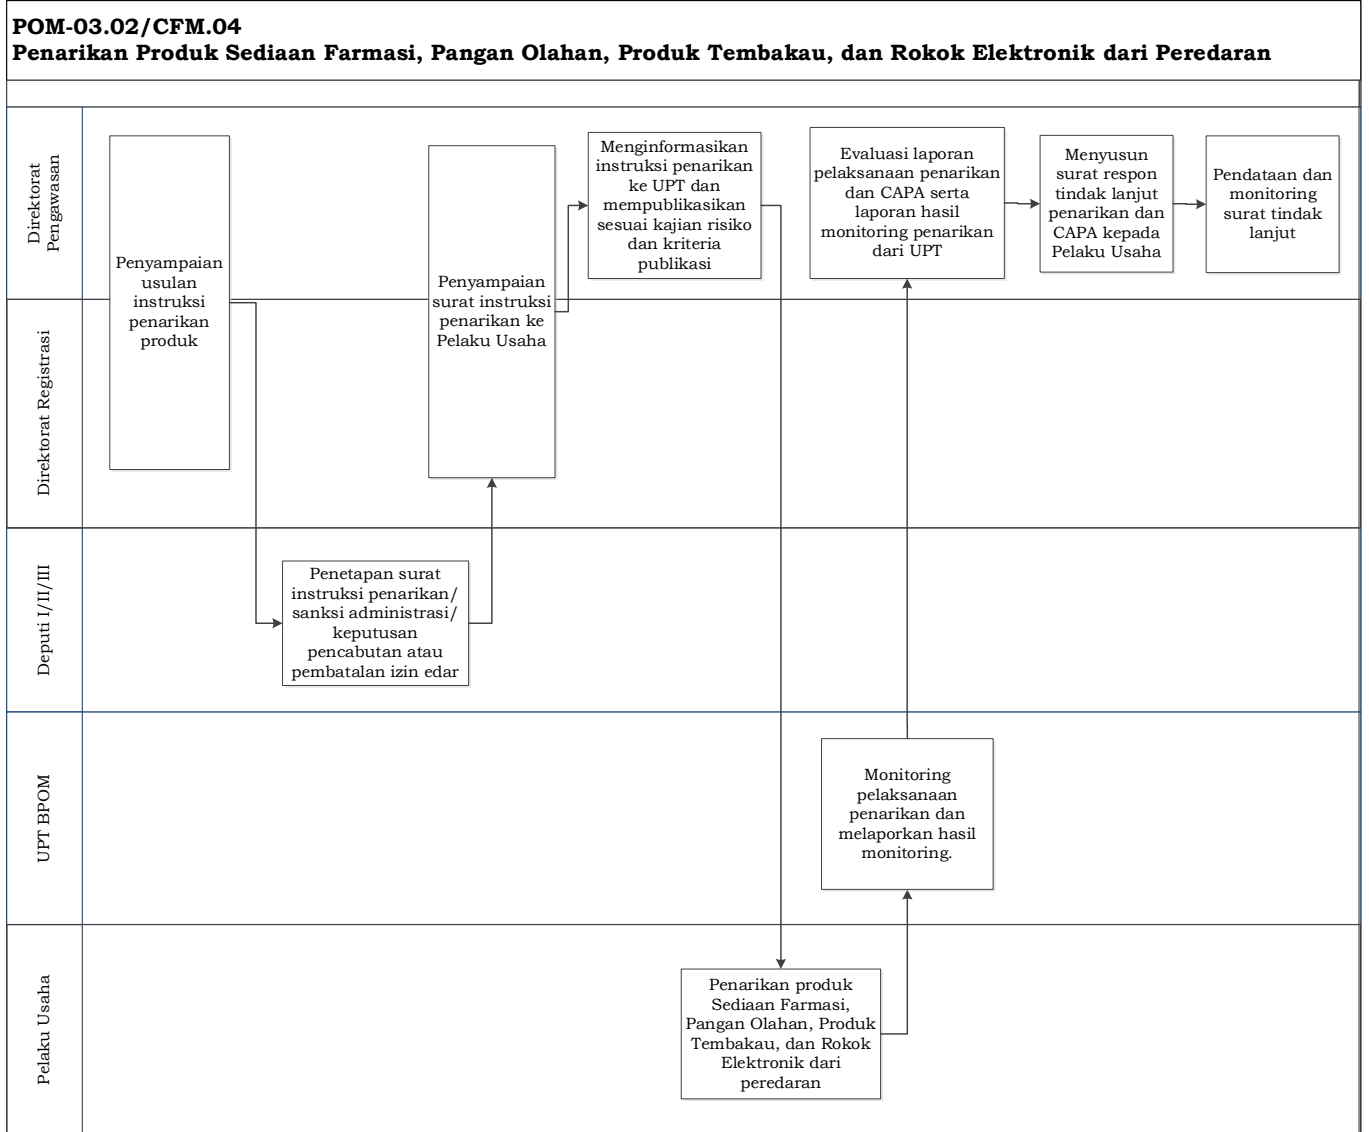 POM-03.02/CFM.04
Penarikan Produk Sediaan Farmasi, Pangan Olahan, Produk Tembakau, dan Rokok Elektronik dari Peredaran
Direktorat
Pengawasan
Penyampaian
usulan
instruksi
penarikan
produk
Penyampaian
surat instruksi
penarikan ke
Pelaku Usaha
Menginformasikan
instruksi penarikan
ke UPT dan
mempublikasikan
sesuai kajian risiko
dan kriteria
publikasi
Evaluasi laporan
pelaksanaan penarikan
dan CAPA serta
laporan hasil
monitoring penarikan
dari UPT
Menyusun
surat respon
tindak lanjut
penarikan dan
CAPA kepada
Pelaku Usaha
Pendataan dan
monitoring
surat tindak
lanjut
Direktorat Registrasi
Deputi I/II/III
Penetapan surat
instruksi penarikan/
sanksi administrasi/
keputusan
pencabutan atau
pembatalan izin edar
UPT BPOM
Monitoring
pelaksanaan
penarikan dan
melaporkan hasil
monitoring.
Pelaku Usaha
Penarikan produk
Sediaan Farmasi,
Pangan Olahan, Produk
Tembakau, dan Rokok
Elektronik dari
peredaran